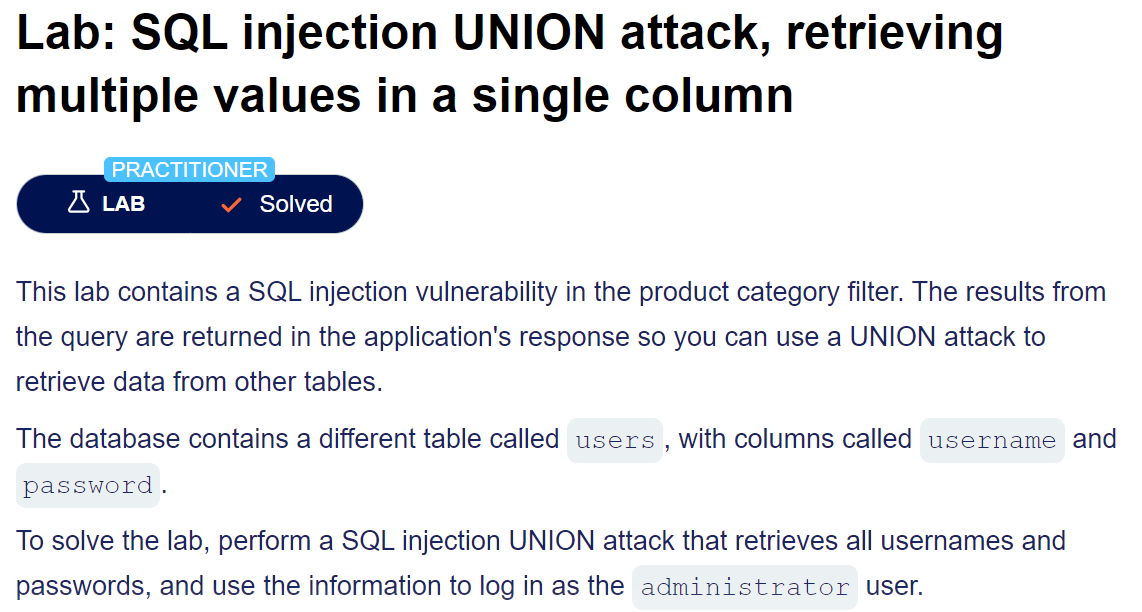 Lab: SQL injection UNION attack, retrieving
multiple values in a single column
PRACTITIONER
LAB Solved
This lab contains a SQL injection vulnerability in the product category filter. The results from
the query are returned in the application's response so you can use a UNION attack to
retrieve data from other tables.
The database contains a different table called users, with columns called username and
password.
To solve the lab, perform a SQL injection UNION attack that retrieves all usernames and
passwords, and use the information to log in as the administrator user.